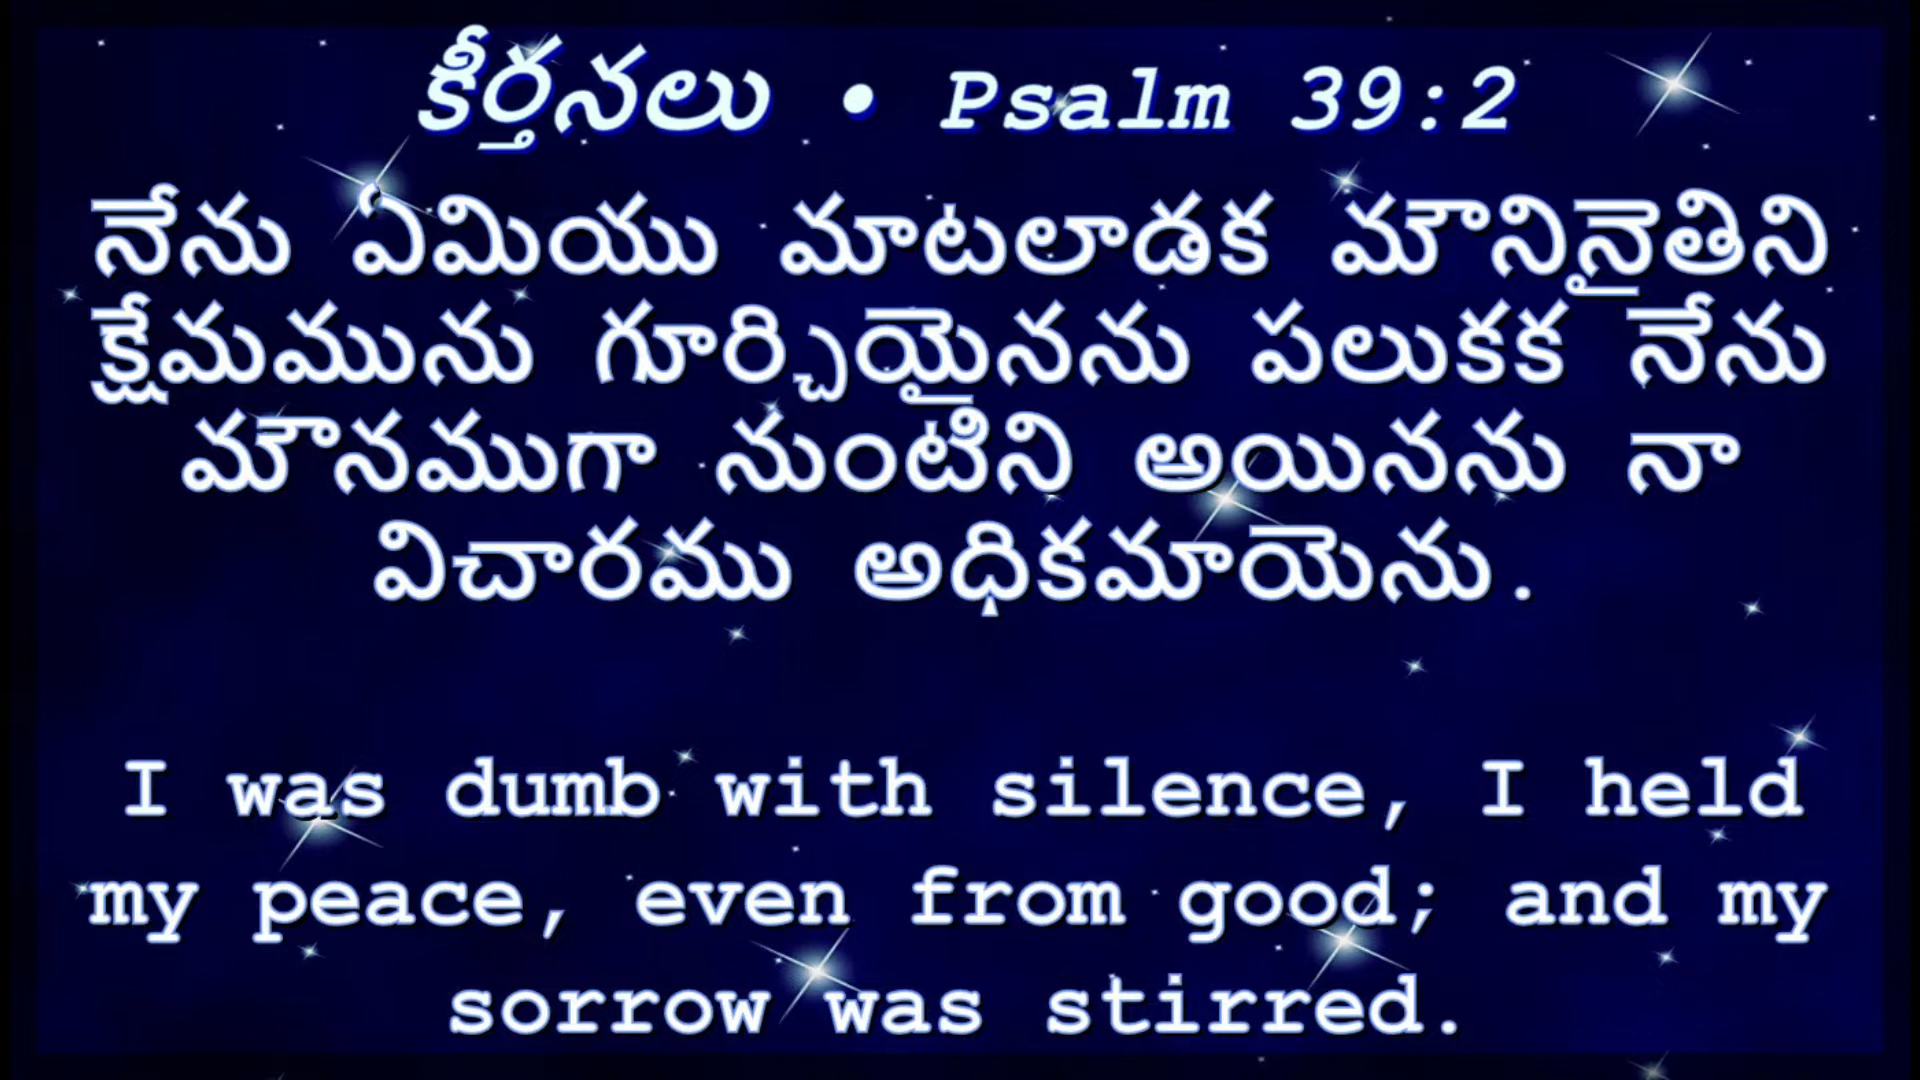 కీర్తనలు • Psalm 39:2
నేను ఏమియు మాటలాడక మౌనినైతిని
క్షేమమును గూర్చియైనను పలుకక నేను
మౌనముగా నుంటిని అయినను నా
విచారము అధికమాయెను.
I was dumb with silence, I held
my peace, even from good; and my
sorrow was stirred.